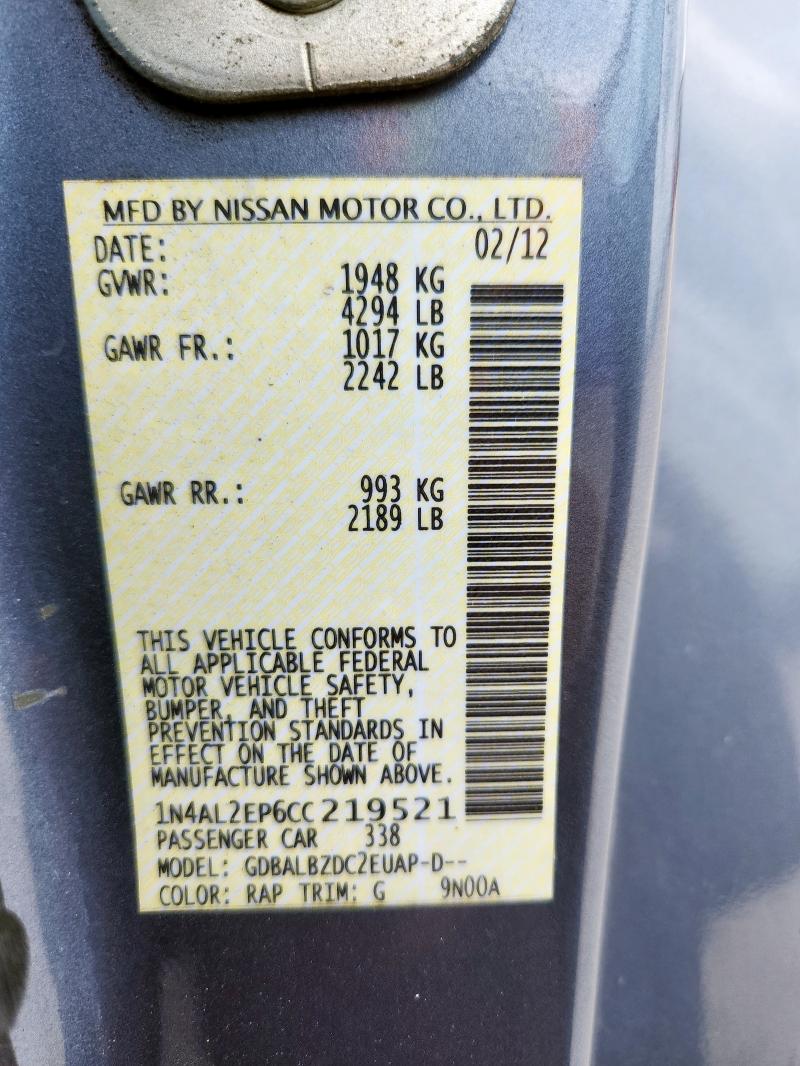 MFD BY NISSAN MOTOR CO., LTD.
DATE: 02/12
GVWR: 1948 KG
4294 LB
GAWR FR.: 1017 KG
2242 LB
GAWR RR.: 993 KG
2189 LB
THIS VEHICLE CONFORMS TO
ALL APPLICABLE FEDERAL
MOTOR VEHICLE SAFETY,
BUMPER, AND THEFT
PREVENTION STANDARDS IN
EFFECT ON THE DATE OF
MANUFACTURE SHOWN ABOVE.
1N4AL2EP6CC219521
PASSENGER CAR 338
MODEL: GDBALBZDC2EUAP-D--
COLOR: RAP TRIM: G 9N00A